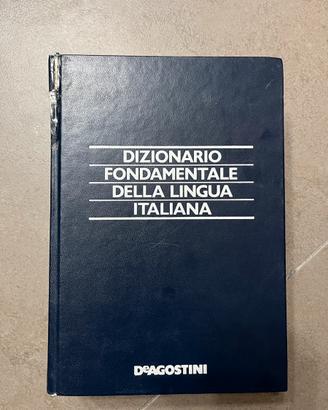 DIZIONARIO
FONDAMENTALE
DELLA LINGUA
ITALIANA
DeAGOSTINI